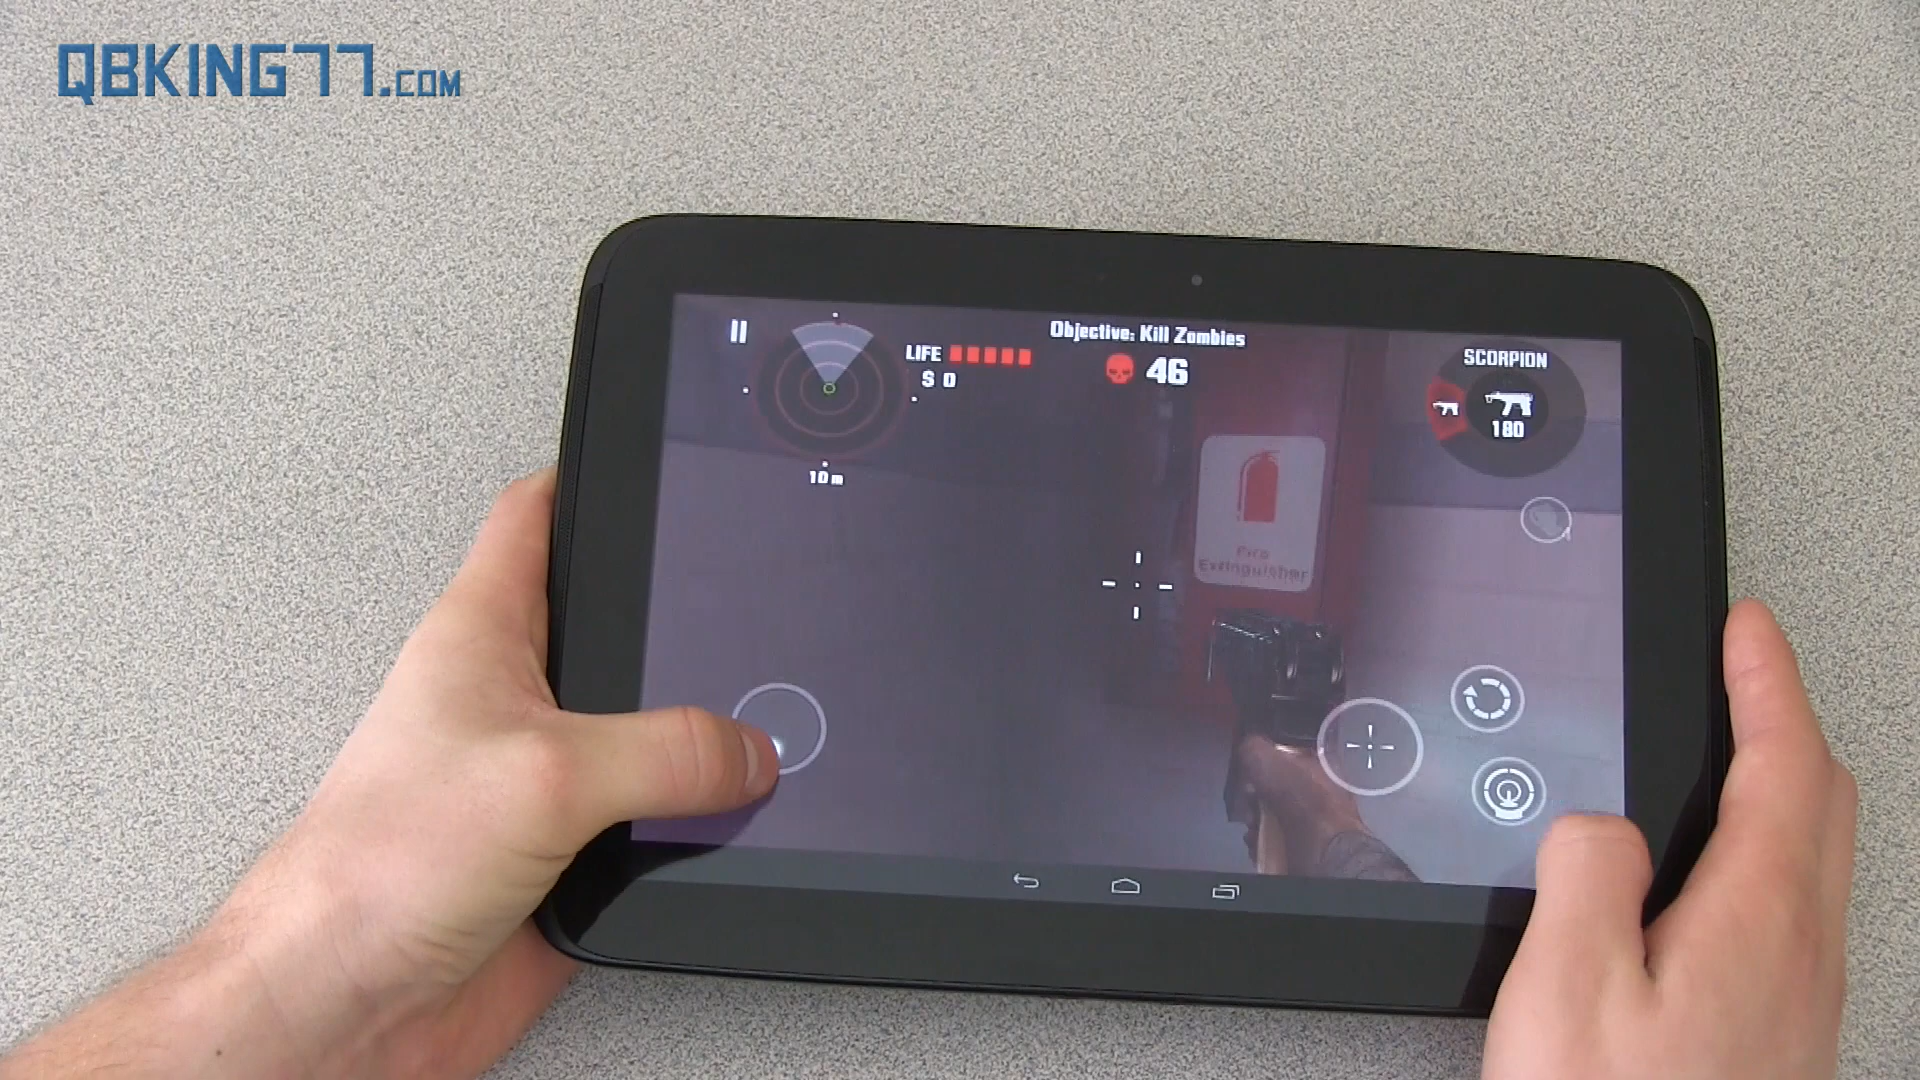 QBKING77.COM
Objective: Kill Zombies
LIFE
46
$ 0
10m
SCORPION
180
Fire
Extinguisher